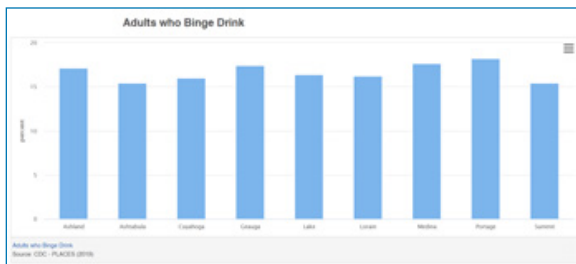 Adults who Binge Drink
20
15
10
5
0
percent
Ashland Ashtabula Cuyahoga Geauga Lake Lorain Medina Portage Summit
Adults who Binge Drink
Source: CDC - PLACES (2019)